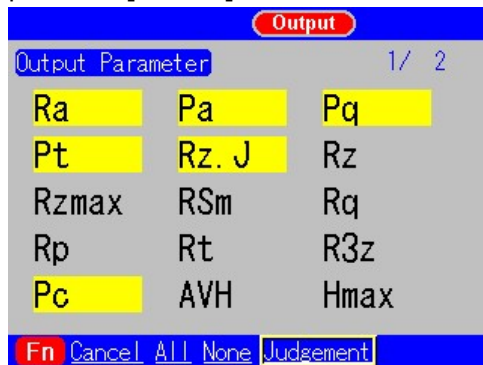 Output
Output Parameter 1/ 2
Ra Pa Pq
Pt Rz.J Rz
Rzmax RSm Rq
Rp Rt R3z
Pc AVH Hmax
Fn Cancel All None Judgement